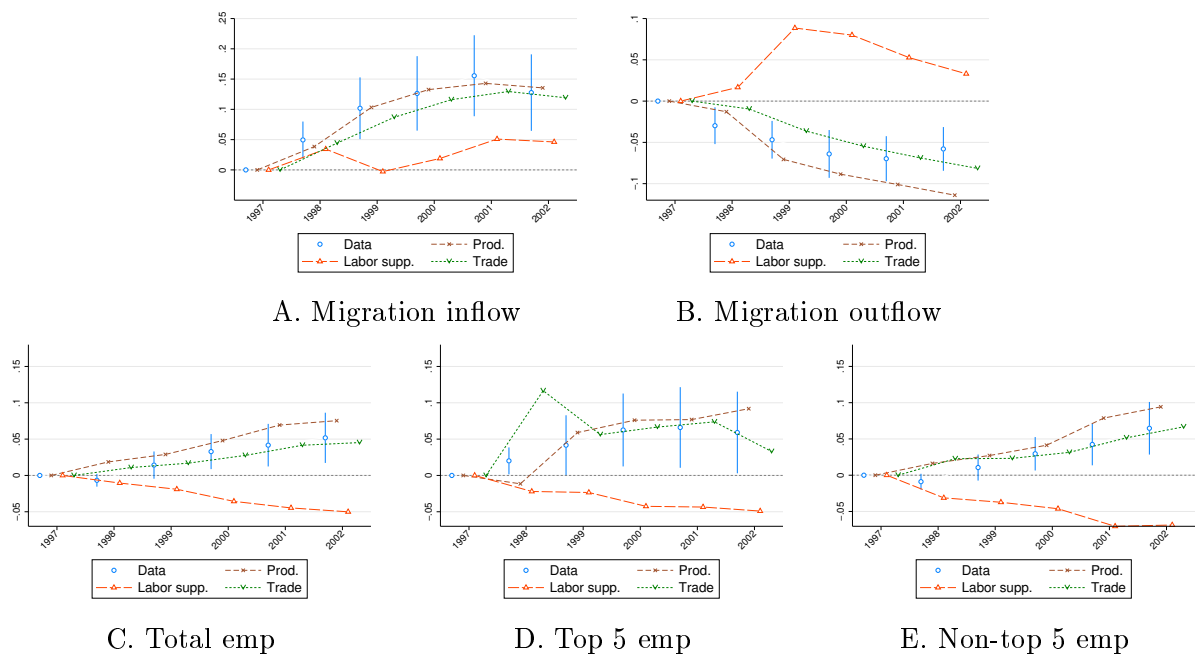 .25
.2
.15
.1
.05
0
1997 1998 1999 2000 2001 2002
Data Prod.
Labor supp. Trade
A. Migration inflow
.1
.05
0
-.05
-.1
1997 1998 1999 2000 2001 2002
Data Prod.
Labor supp. Trade
B. Migration outflow
.15
.1
.05
0
-.05
1997 1998 1999 2000 2001 2002
Data Prod.
Labor supp. Trade
C. Total emp
.15
.1
.05
0
-.05
1997 1998 1999 2000 2001 2002
Data Prod.
Labor supp. Trade
D. Top 5 emp
.15
.1
.05
0
-.05
1997 1998 1999 2000 2001 2002
Data Prod.
Labor supp. Trade
E. Non-top 5 emp